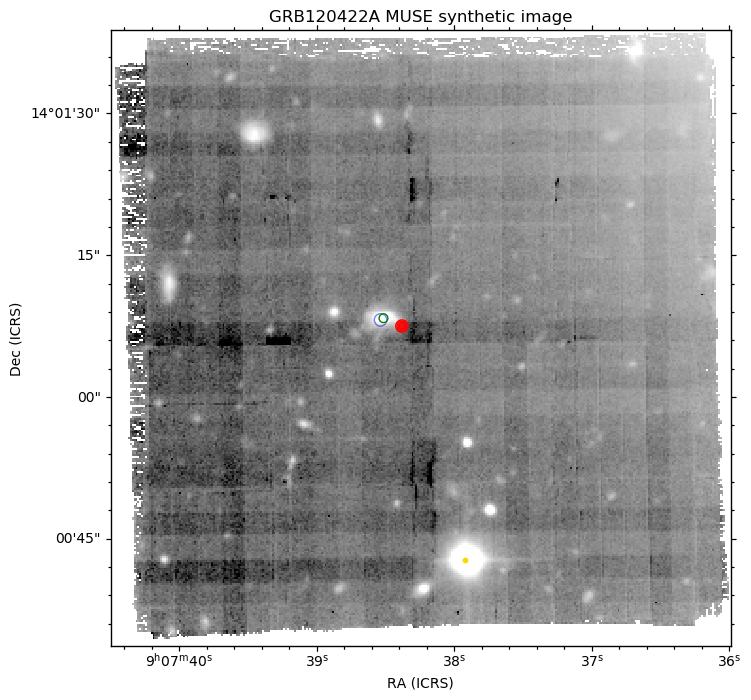 GRB120422A MUSE synthetic image
14°01'30"
15"
00"
00'45"
Dec (ICRS)
9ʰ07ᵐ40ˢ 39ˢ 38ˢ 37ˢ 36ˢ
RA (ICRS)